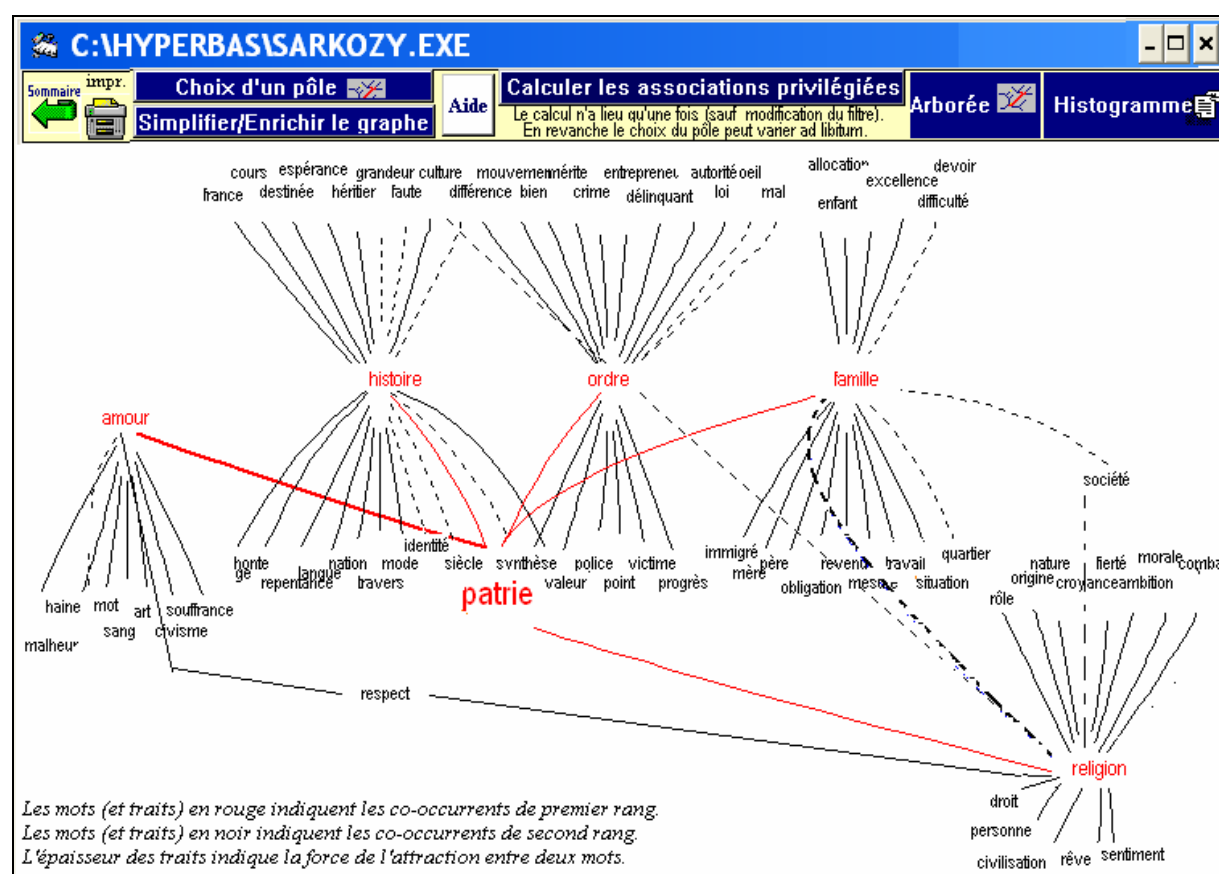 C:\HYPERBAS\SARKOZY.EXE
Sommaire
impr.
Choix d'un pôle
Simplifier/Enrichir le graphe
Aide
Calculer les associations privilégiées
Le calcul n'a lieu qu'une fois (sauf modification du filtre).
En revanche le choix du pôle peut varier ad libitum.
Arborée
Histogramme
cours espérance grandeur culture mouvemenmérite entrepreneu autorité oeil
france destinée héritier faute différence bien crime délinquant loi mal
allocation devoir
excellence
enfant difficulté
histoire ordre famille
amour
société
identité
honte nation mode siècle synthèse police victime
ge repentance langue travers valeur point progrès
patrie
immigré père revenu travail quartier
mère obligation mesure situation
nature fierté morale comba
origine croyanceambition
rôle
haine mot art souffrance
sang civisme
malheur
respect
religion
droit
personne
civilisation rêve sentiment
Les mots (et traits) en rouge indiquent les co-occurrents de premier rang.
Les mots (et traits) en noir indiquent les co-occurrents de second rang.
L'épaisseur des traits indique la force de l'attraction entre deux mots.